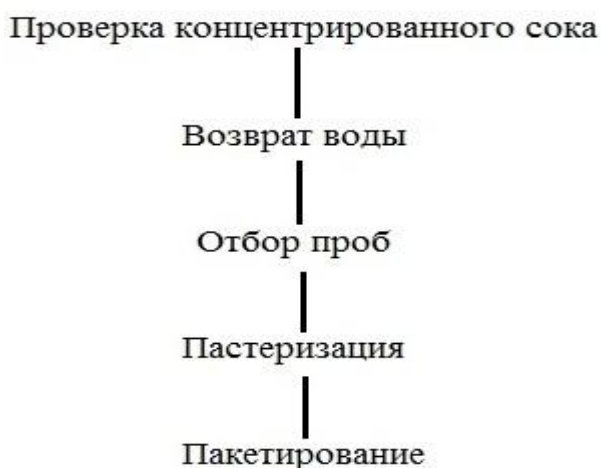 Проверка концентрированного сока
Возврат воды
Отбор проб
Пастеризация
Пакетирование